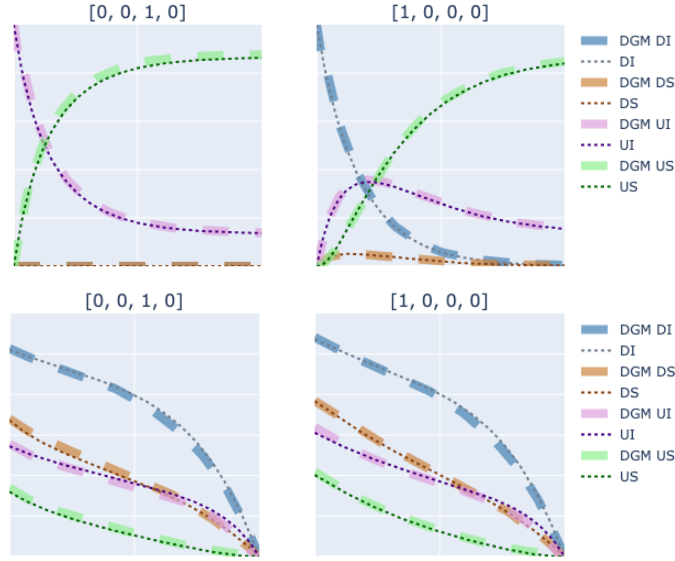 [0, 0, 1, 0]
[1, 0, 0, 0]
DGM DI
DI
DGM DS
DS
DGM UI
UI
DGM US
US
[0, 0, 1, 0]
[1, 0, 0, 0]
DGM DI
DI
DGM DS
DS
DGM UI
UI
DGM US
US